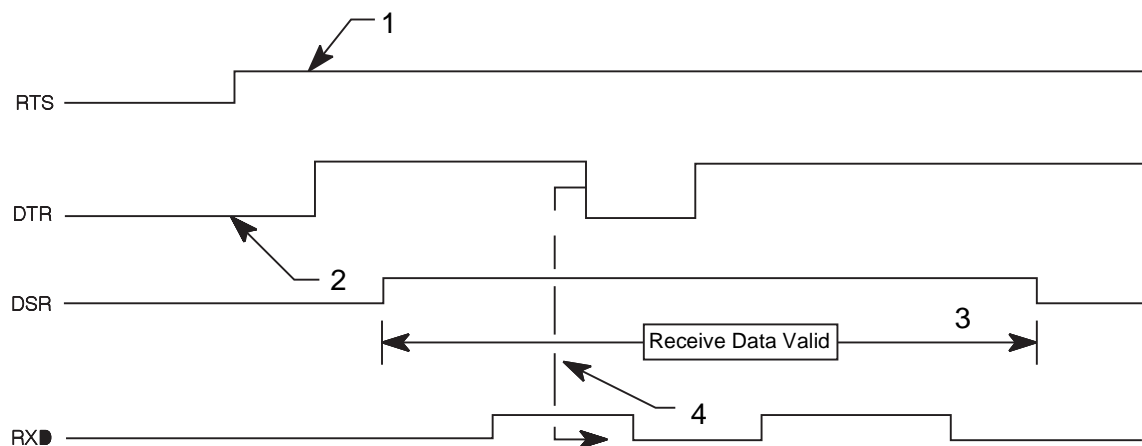 1
RTS
DTR
2
DSR
3
Receive Data Valid
4
RXD